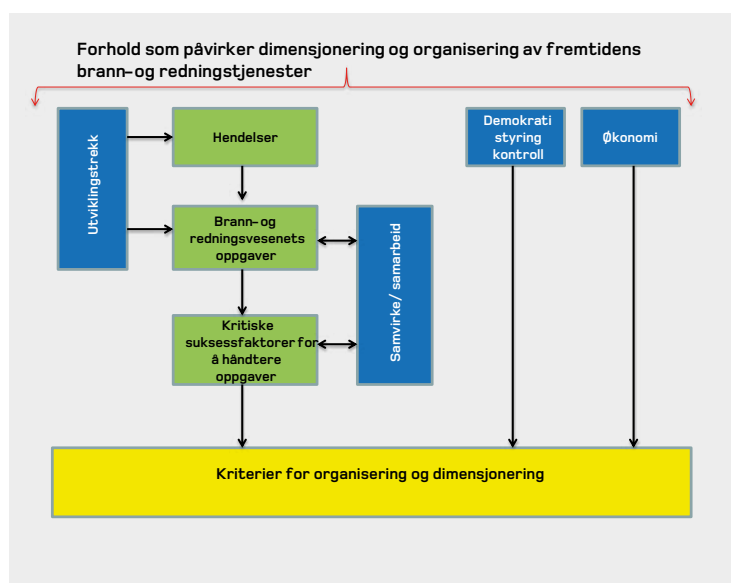 Forhold som påvirker dimensjonering og organisering av fremtidens
brann- og redningstjenester
Utviklingstrekk
Hendelser
Demokrati
styring
kontroll
Økonomi
Brann- og
redningsvesenets
oppgaver
Samvirke/ samarbeid
Kritiske
suksessfaktorer for
å håndtere
oppgaver
Kriterier for organisering og dimensjonering